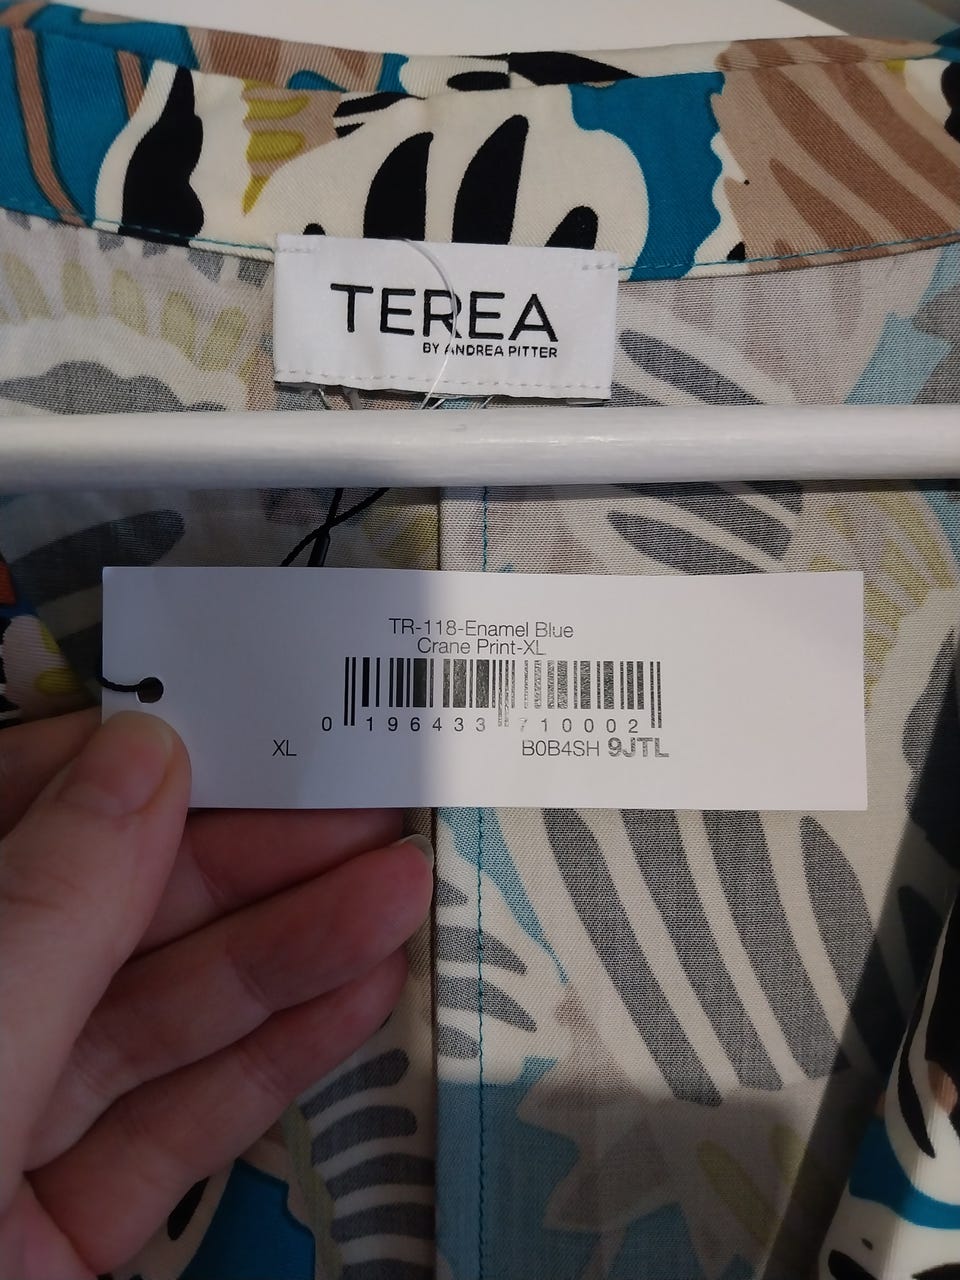 TEREA
BY ANDREA PITTER
TR-118-Enamel Blue
Crane Print-XL
0 196433 710002
XL B0B4SH 9JTL